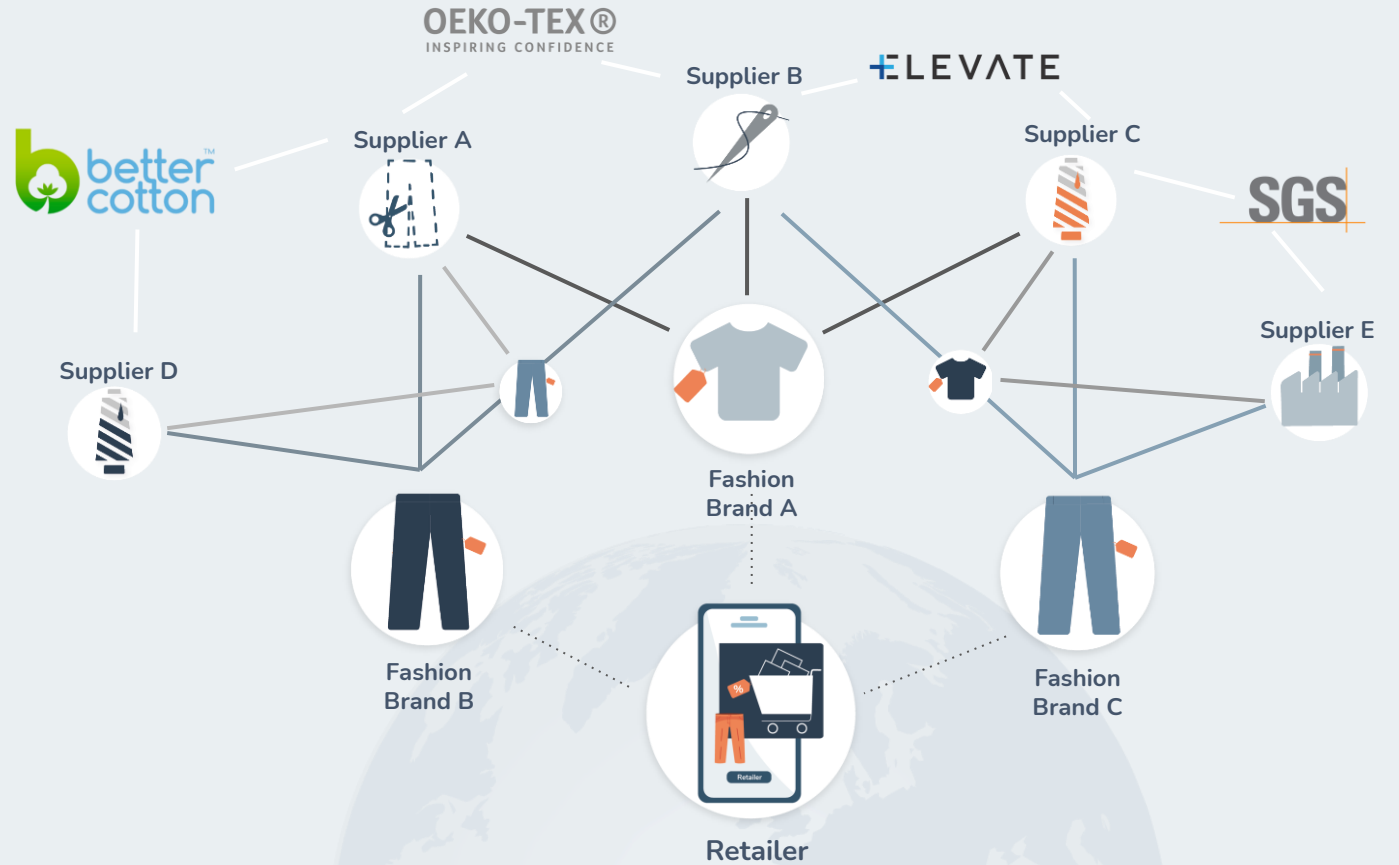 OEKO-TEX®
INSPIRING CONFIDENCE
Supplier B
ELEVATE
Supplier A
Supplier C
better™
cotton
SGS
Supplier D
Supplier E
Fashion
Brand A
Fashion
Brand B
Fashion
Brand C
%
Retailer
Retailer